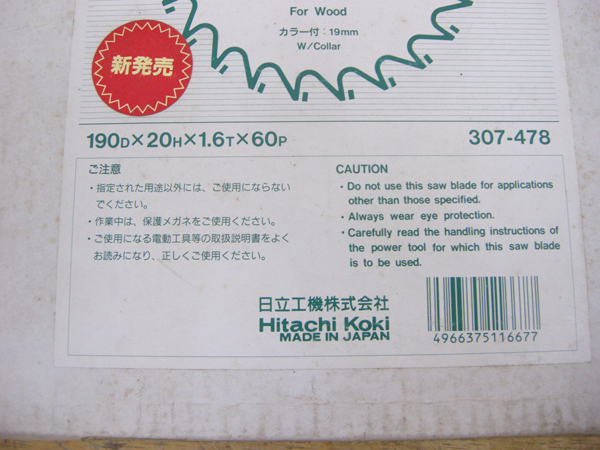 For Wood
カラー付：19mm
W/Collar
新発売
190D×20H×1.6T×60P
307-478
ご注意
・指定された用途以外には、ご使用にならない
でください。
・作業中は、保護メガネをご使用ください。
・ご使用になる電動工具等の取扱説明書をよく
お読みになり、正しくご使用ください。
CAUTION
・Do not use this saw blade for applications
other than those specified.
・Always wear eye protection.
・Carefully read the handling instructions of
the power tool for which this saw blade
is to be used.
日立工機株式会社
Hitachi Koki
MADE IN JAPAN
4966375116677